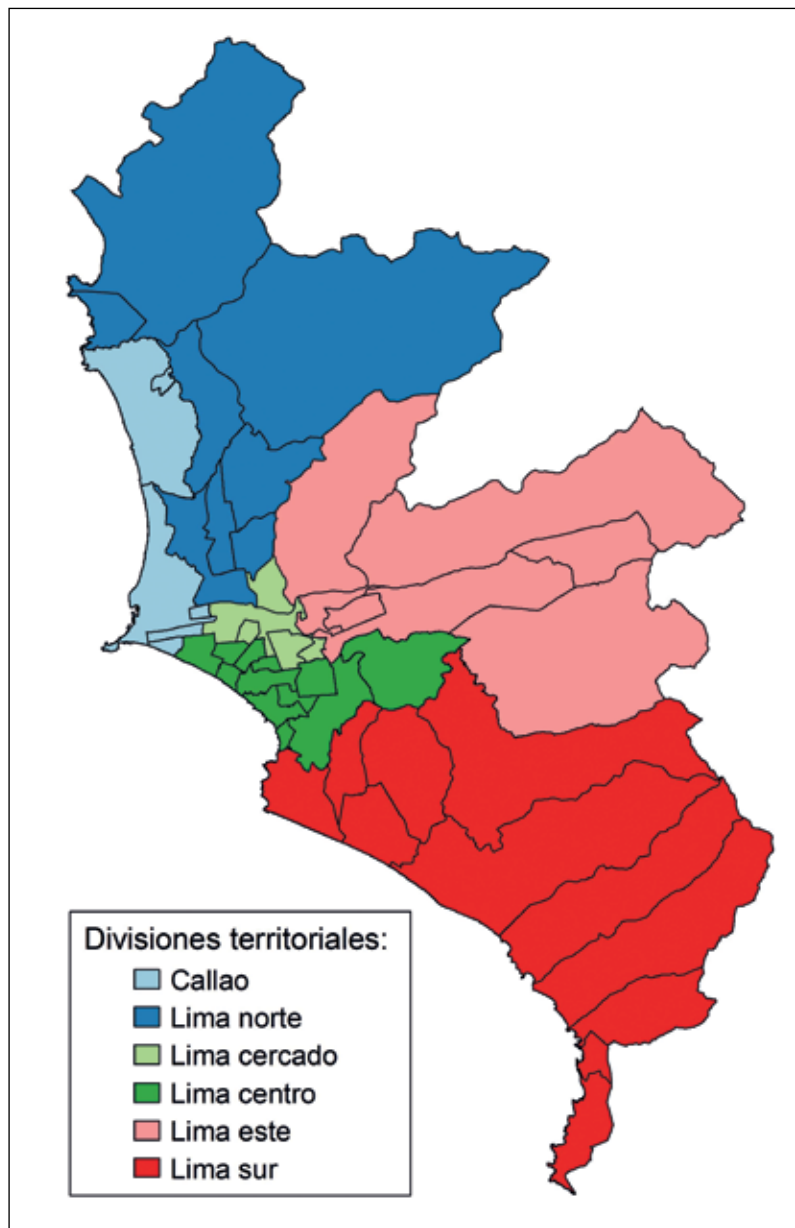 Divisiones territoriales:
Callao
Lima norte
Lima cercado
Lima centro
Lima este
Lima sur